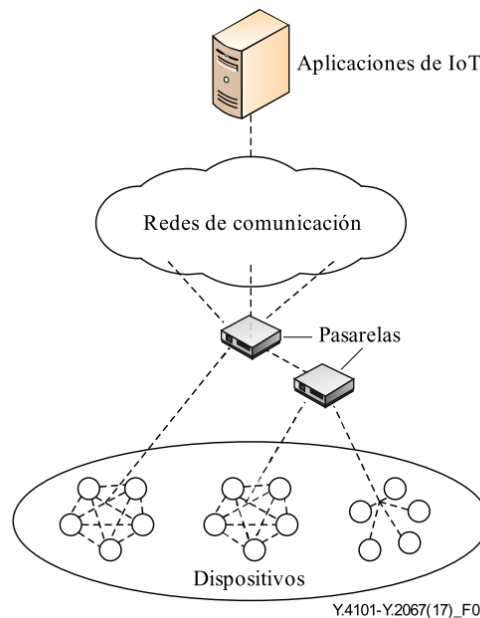 Aplicaciones de IoT
Redes de comunicación
Pasarelas
Dispositivos
Y.4101-Y.2067(17)_F0